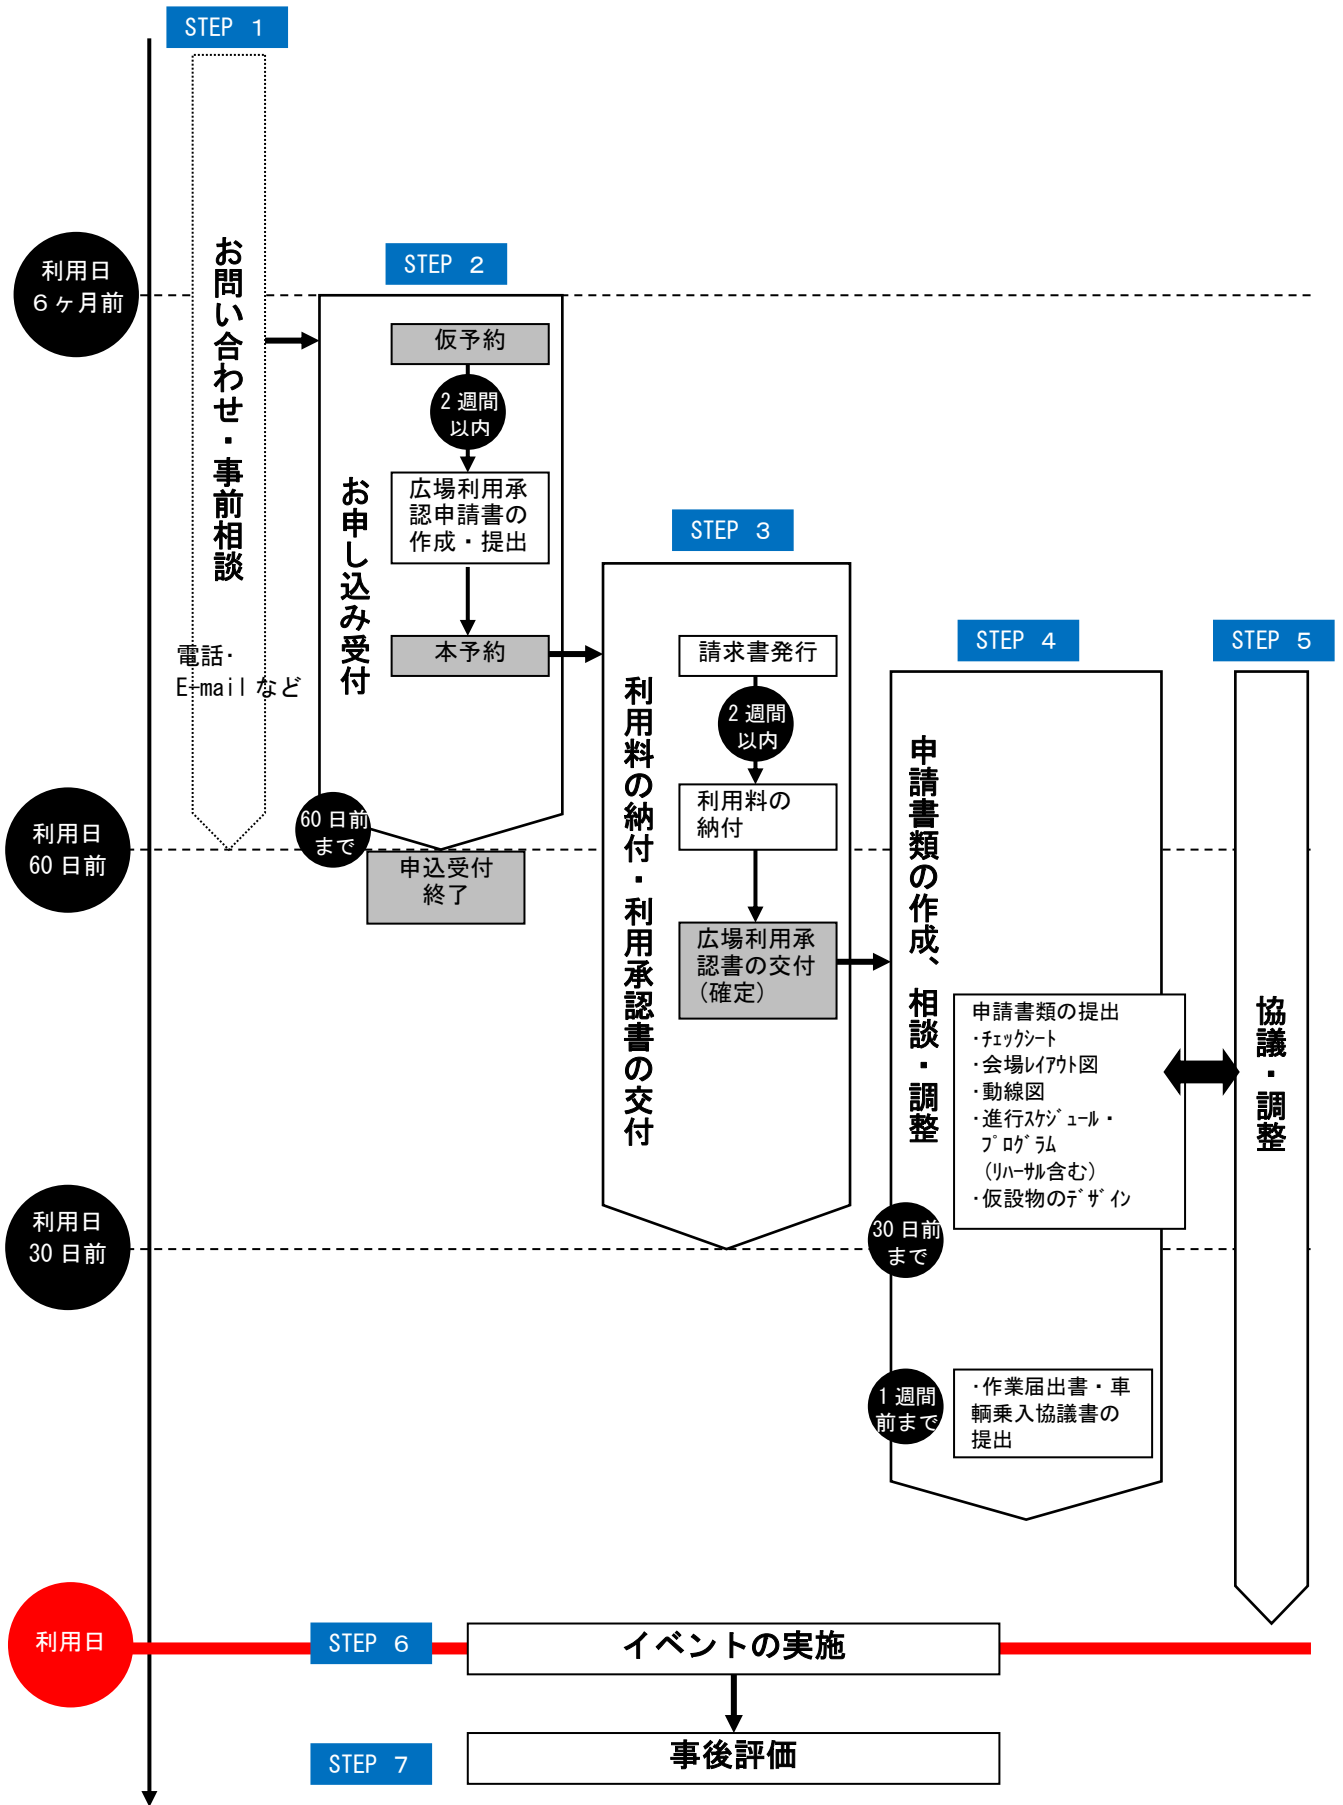 STEP １
お問い合わせ・事前相談
電話・
E-mail など
利用日
６ヶ月前
STEP ２
お申し込み受付
仮予約
2 週間
以内
広場利用承
認申請書の
作成・提出
本予約
60 日前
まで
申込受付
終了
利用日
60 日前
STEP ３
利用料の納付・利用承認書の交付
請求書発行
2 週間
以内
利用料の
納付
広場利用承
認書の交付
（確定）
STEP ４
申請書類の作成、相談・調整
申請書類の提出
・ﾁｪｯｸｼｰﾄ
・会場ﾚｲｱｳﾄ図
・動線図
・進行ｽｹｼﾞｭｰﾙ・
ﾌﾟﾛｸﾞﾗﾑ
（ﾘﾊｰｻﾙ含む）
・仮設物のﾃﾞｻﾞｲﾝ
30 日前
まで
利用日
30 日前
1 週間
前まで
・作業届出書・車
輌乗入協議書の
提出
STEP ５
協議・調整
利用日
STEP ６
イベントの実施
STEP ７
事後評価